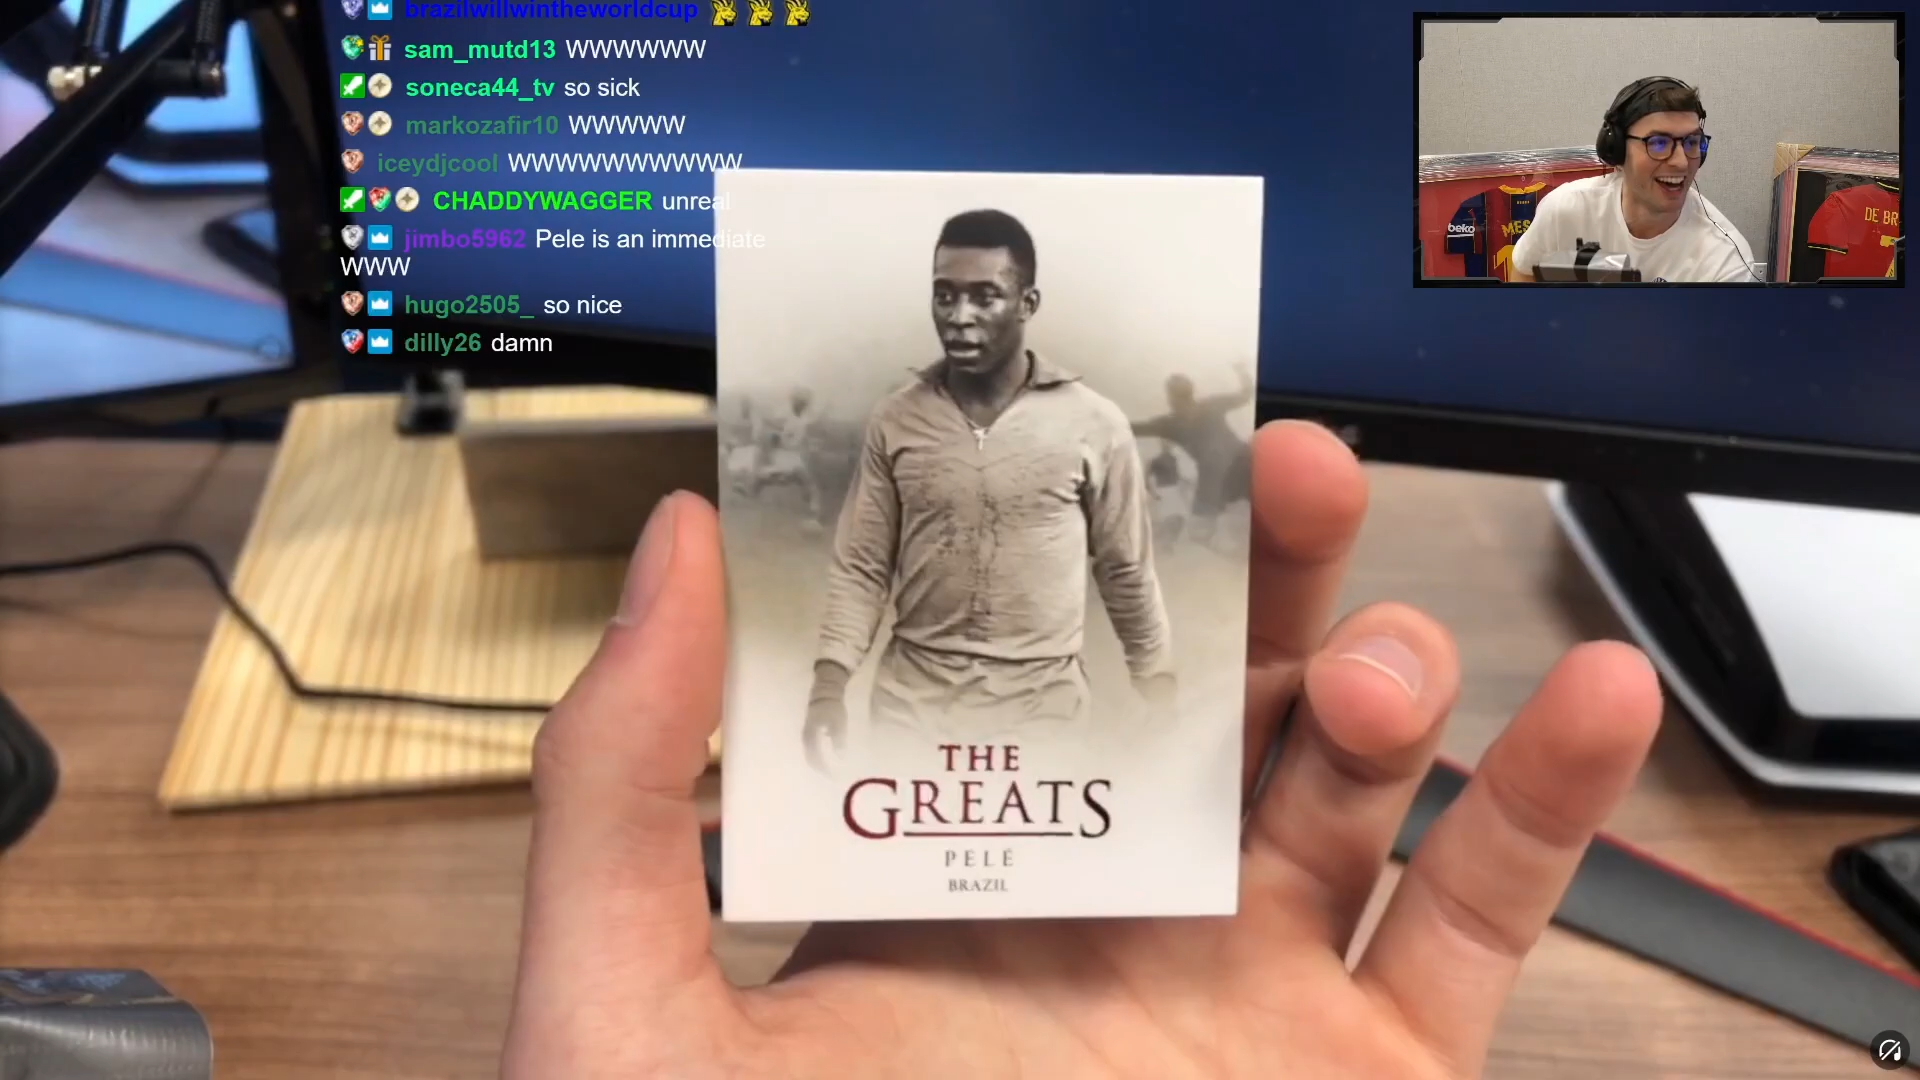 brazilwillwintheworldcup
sam_mutd13 WWWWWW
soneca44_tv so sick
markozafir10 WWWWW
iceydjcool WWWWWWWWWWW
CHADDYWAGGER unreal
jimbo5962 Pele is an immediate
WWW
hugo2505_ so nice
dilly26 damn
THE
GREATS
PELÉ
BRAZIL
beko
MES
DE BR